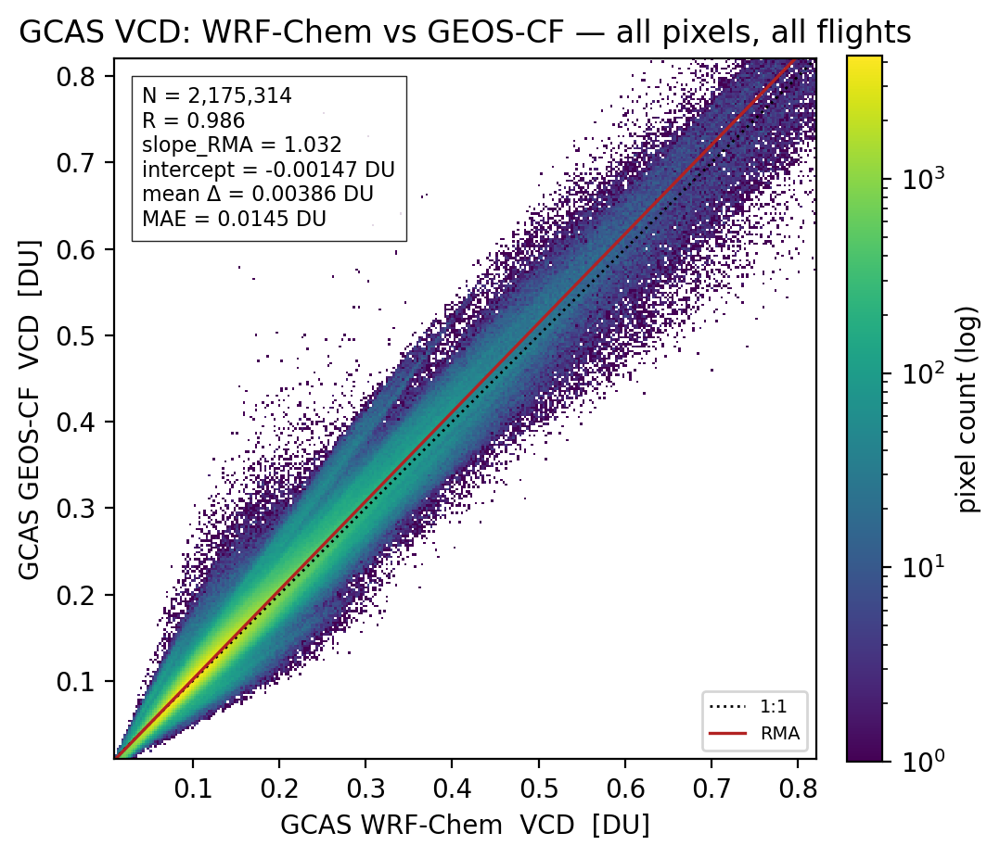 GCAS VCD: WRF-Chem vs GEOS-CF — all pixels, all flights
N = 2,175,314
R = 0.986
slope_RMA = 1.032
intercept = -0.00147 DU
mean Δ = 0.00386 DU
MAE = 0.0145 DU
GCAS GEOS-CF  VCD  [DU]
0.8
0.7
0.6
0.5
0.4
0.3
0.2
0.1
0.1 0.2 0.3 0.4 0.5 0.6 0.7 0.8
GCAS WRF-Chem  VCD  [DU]
1:1
RMA
10³
10²
10¹
10⁰
pixel count (log)